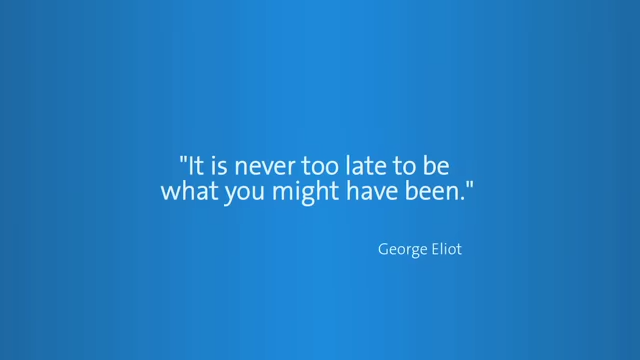 "It is never too late to be
what you might have been."
George Eliot